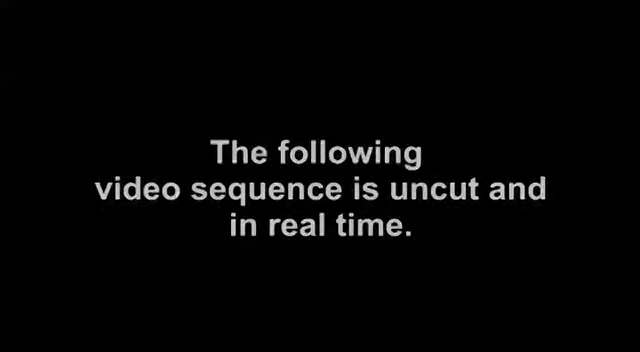 The following
video sequence is uncut and
in real time.